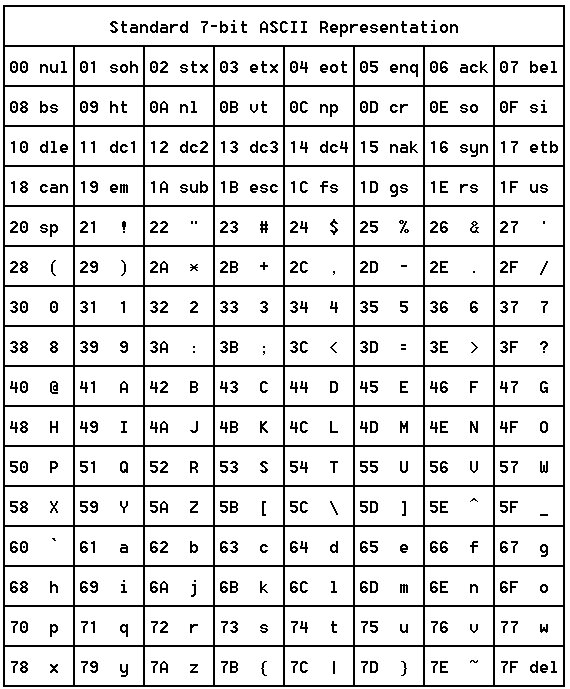 Standard 7-bit ASCII Representation
00 nul 01 soh 02 stx 03 etx 04 eot 05 enq 06 ack 07 bel
08 bs 09 ht 0A nl 0B vt 0C np 0D cr 0E so 0F si
10 dle 11 dc1 12 dc2 13 dc3 14 dc4 15 nak 16 syn 17 etb
18 can 19 em 1A sub 1B esc 1C fs 1D gs 1E rs 1F us
20 sp 21 ! 22 " 23 # 24 $ 25 % 26 & 27 '
28 ( 29 ) 2A * 2B + 2C , 2D - 2E . 2F /
30 0 31 1 32 2 33 3 34 4 35 5 36 6 37 7
38 8 39 9 3A : 3B ; 3C < 3D = 3E > 3F ?
40 @ 41 A 42 B 43 C 44 D 45 E 46 F 47 G
48 H 49 I 4A J 4B K 4C L 4D M 4E N 4F O
50 P 51 Q 52 R 53 S 54 T 55 U 56 V 57 W
58 X 59 Y 5A Z 5B [ 5C \ 5D ] 5E ^ 5F _
60 ` 61 a 62 b 63 c 64 d 65 e 66 f 67 g
68 h 69 i 6A j 6B k 6C l 6D m 6E n 6F o
70 p 71 q 72 r 73 s 74 t 75 u 76 v 77 w
78 x 79 y 7A z 7B { 7C | 7D } 7E ~ 7F del